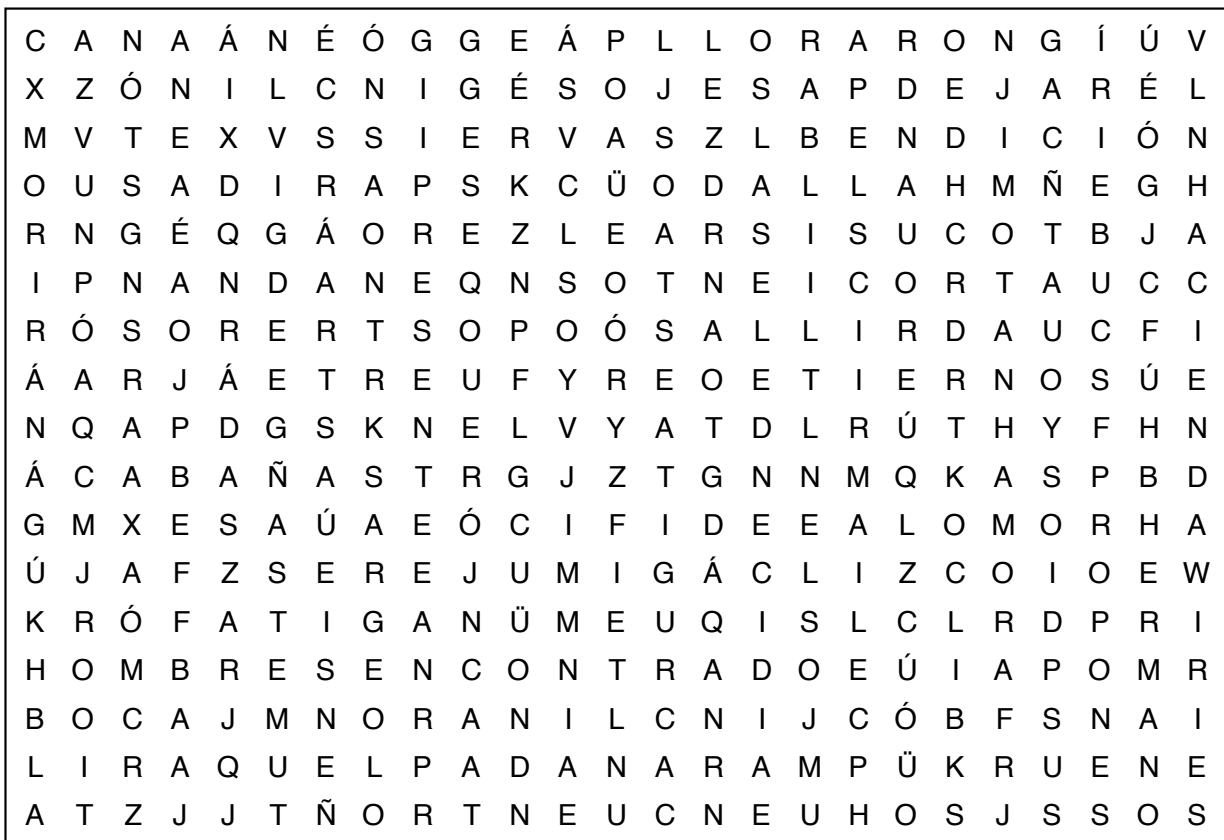 C A N A Á N É Ó G G E Á P L L O R A R O N G Í Ú V
X Z Ó N I L C N I G É S O J E S A P D E J A R É L
M V T E X V S S I E R V A S Z L B E N D I C I Ó N
O U S A D I R A P S K C Ü O D A L L A H M Ñ E G H
R N G É Q G Á O R E Z L E A R S I S U C O T B J A
I P N A N D A N E Q N S O T N E I C O R T A U C C
R Ó S O R E R T S O P O Ó S A L L I R D A U C F I
Á A R J Á E T R E U F Y R E O E T I E R N O S Ú E
N Q A P D G S K N E L V Y A T D L R Ú T H Y F H N
Á C A B A Ñ A S T R G J Z T G N N M Q K A S P B D
G M X E S A Ú A E Ó C I F I D E E A L O M O R H A
Ú J A F Z S E R E J U M I G Á C L I Z C O I O E W
K R Ó F A T I G A N Ü M E U Q I S L C L R D P R I
H O M B R E S E N C O N T R A D O E Ú I A P O M R
B O C A J M N O R A N I L C N I J C Ó B F S N A I
L I R A Q U E L P A D A N A R A M P Ü K R U E N E
A T Z J J T Ñ O R T N E U C N E U H O S J S S O S